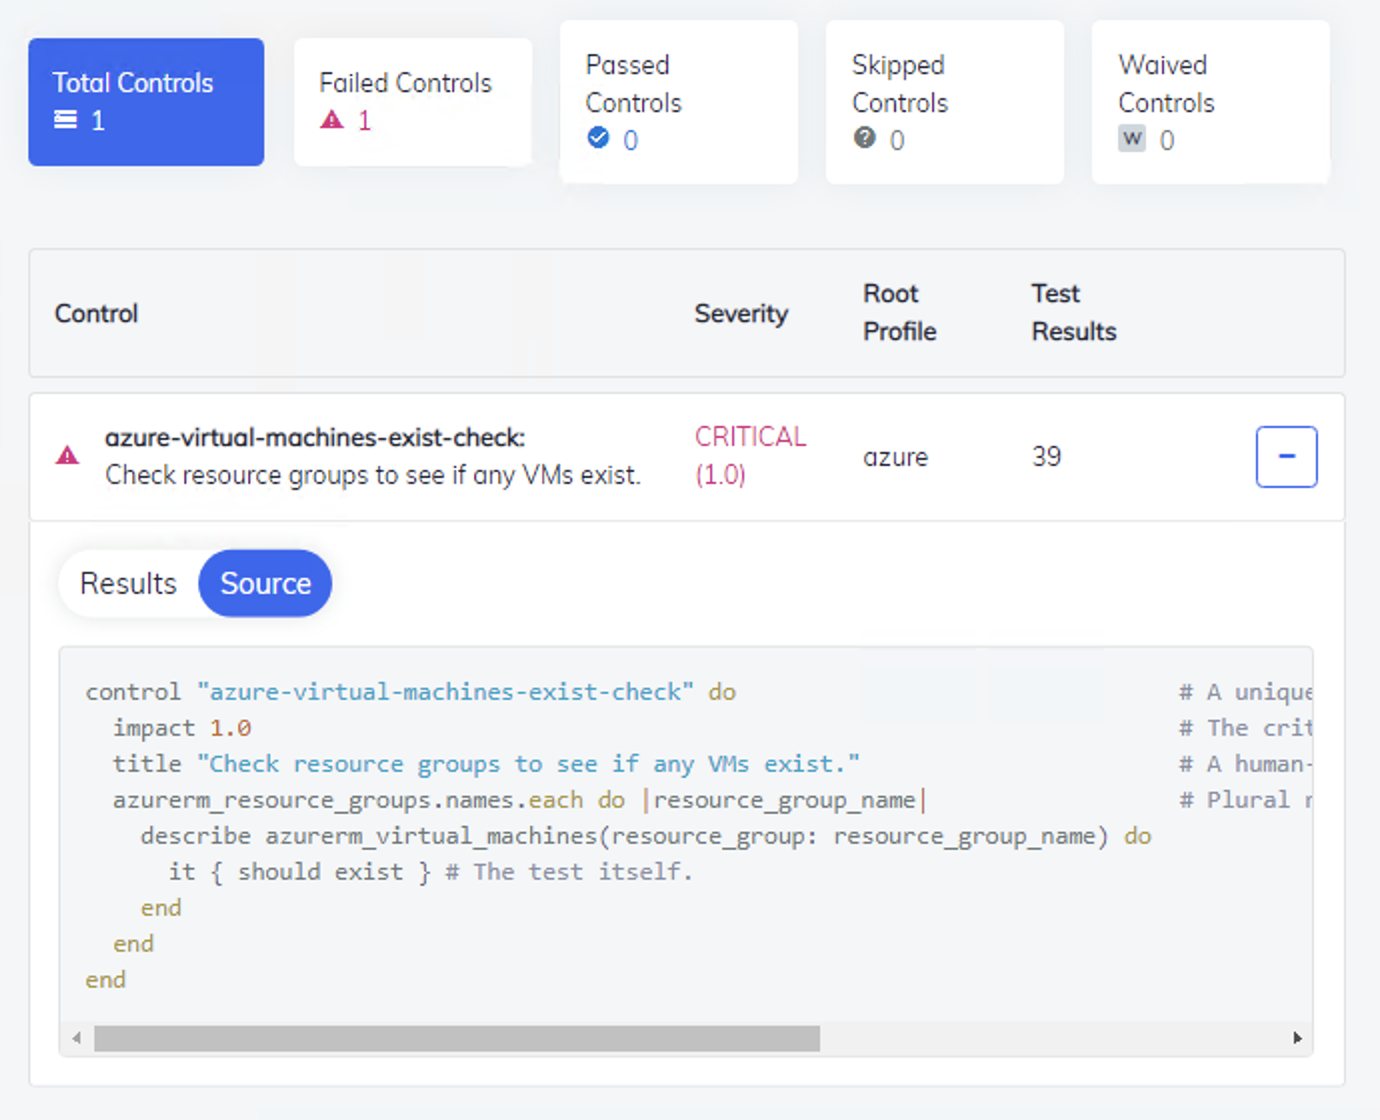 Total Controls
1
Failed Controls
1
Passed
Controls
0
Skipped
Controls
0
Waived
Controls
W 0
Control
Severity
Root
Profile
Test
Results
azure-virtual-machines-exist-check:
Check resource groups to see if any VMs exist.
CRITICAL
(1.0)
azure
39
Results
Source
control "azure-virtual-machines-exist-check" do # A unique
impact 1.0 # The crit
title "Check resource groups to see if any VMs exist." # A human-
azurerm_resource_groups.names.each do |resource_group_name| # Plural r
describe azurerm_virtual_machines(resource_group: resource_group_name) do
it { should exist } # The test itself.
end
end
end